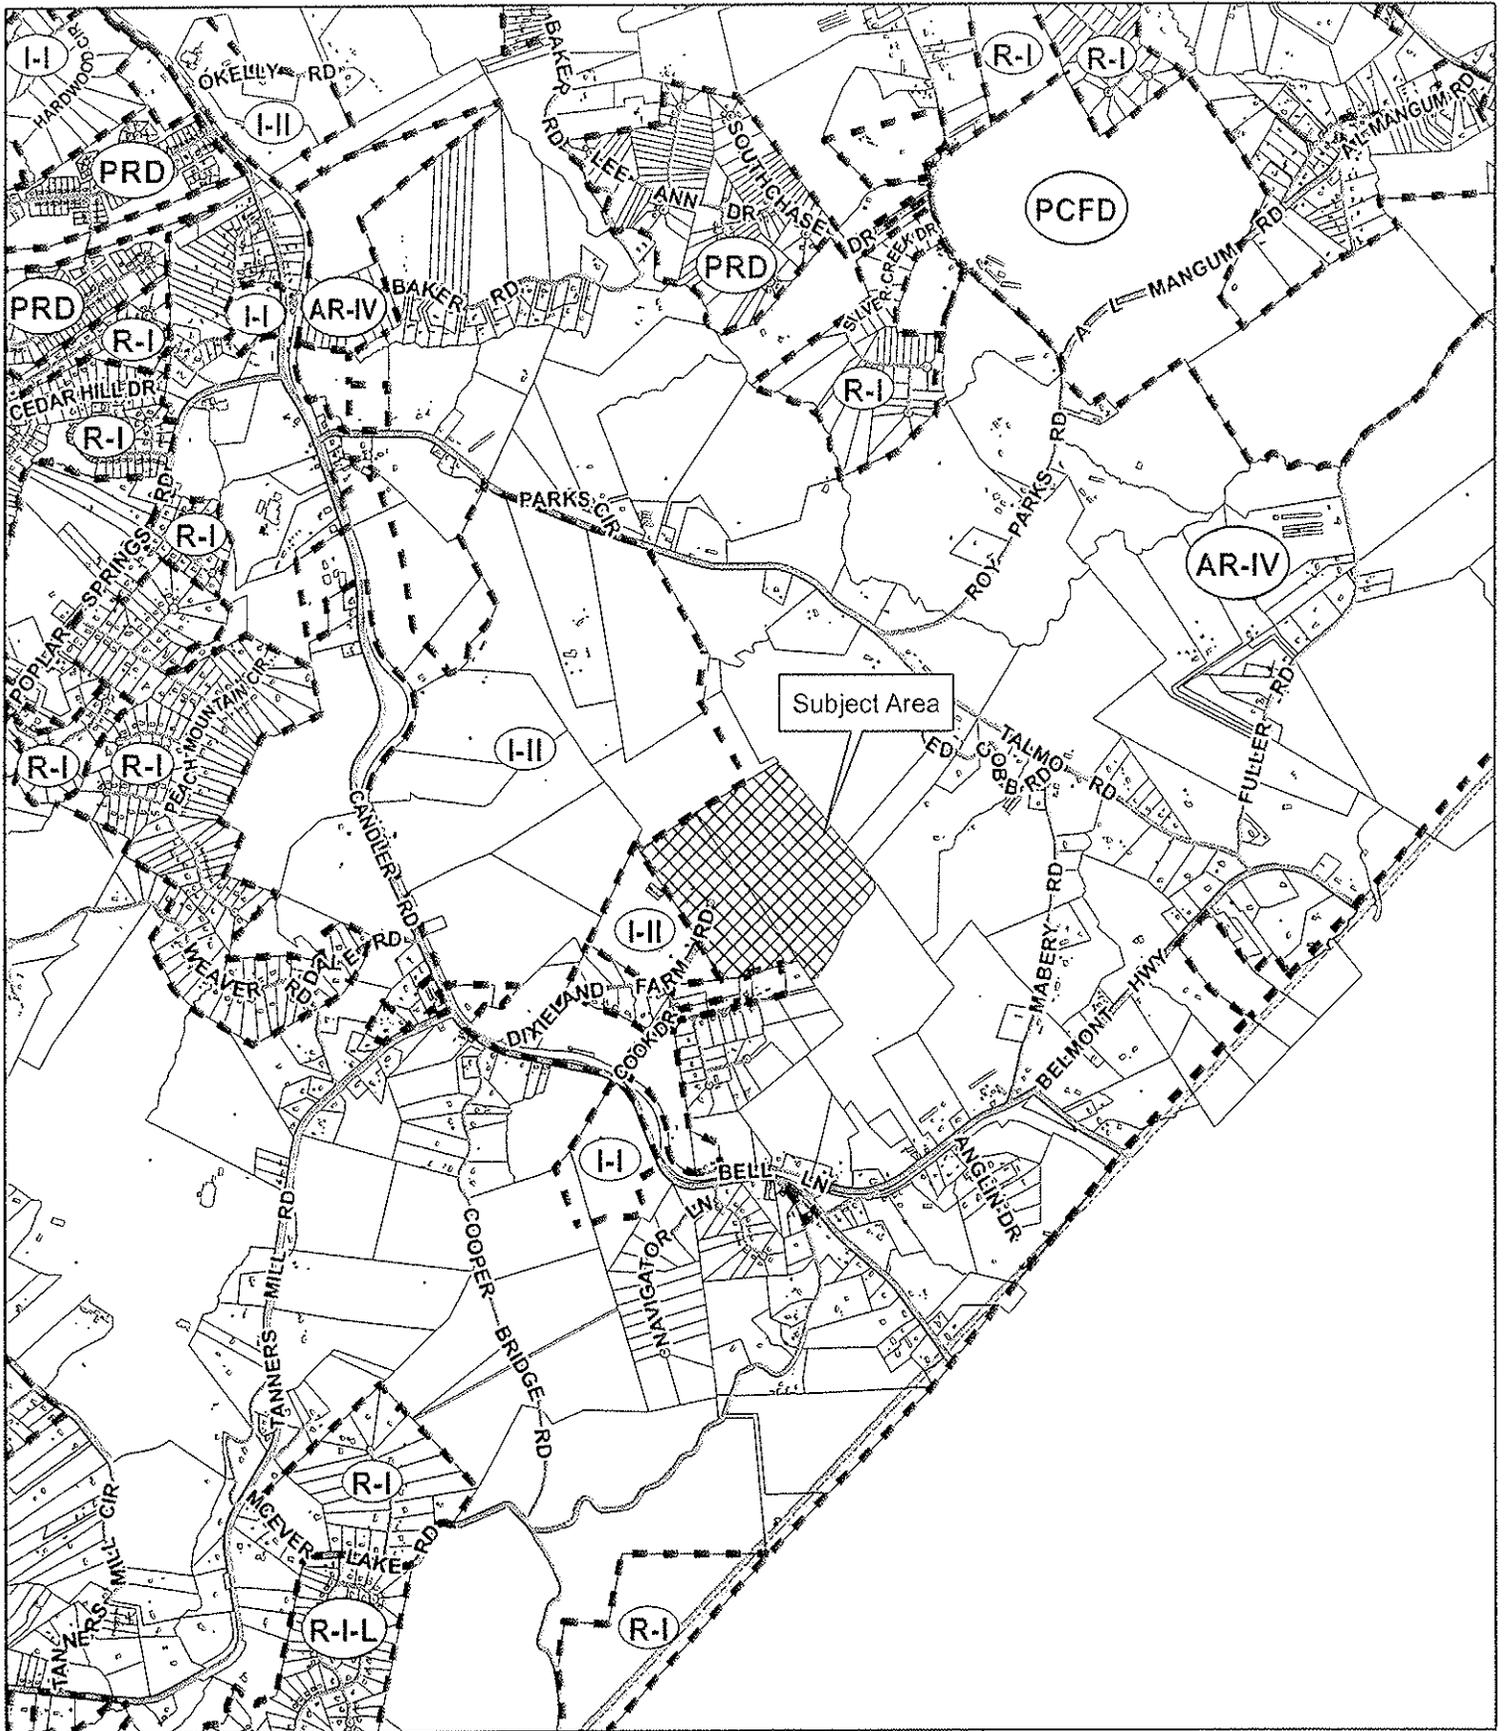 I-I
HARDWOOD CIR
OKELLY RD
I-II
BAKER RD
R-I
R-I
A L MANGUM RD
PRD
LEE ANN DR
SOUTHCHASE DR
PCFD
PRD
SILVER CREEK DR
A L MANGUM RD
PRD
I-I
AR-IV
BAKER RD
R-I
CEDAR HILL DR
R-I
R-I
PARKS CIR
ROY PARKS RD
R-I
POPLAR SPRINGS RD
AR-IV
PEACH MOUNTAIN CIR
Subject Area
I-II
R-I
R-I
ED COBB RD
TALMO RD
FULLER RD
CANDLER RD
MABERY RD
I-II
WEAVER RD
DALE RD
DIXIELAND FARM RD
COOK DR
BELMONT HWY
I-I
BELL LN
ANGLIN DR
NAVIGATOR LN
TANNERS MILL RD
COOPER BRIDGE RD
R-I
MCEVER LAKE RD
TANNERS MILL CIR
R-I-L
R-I